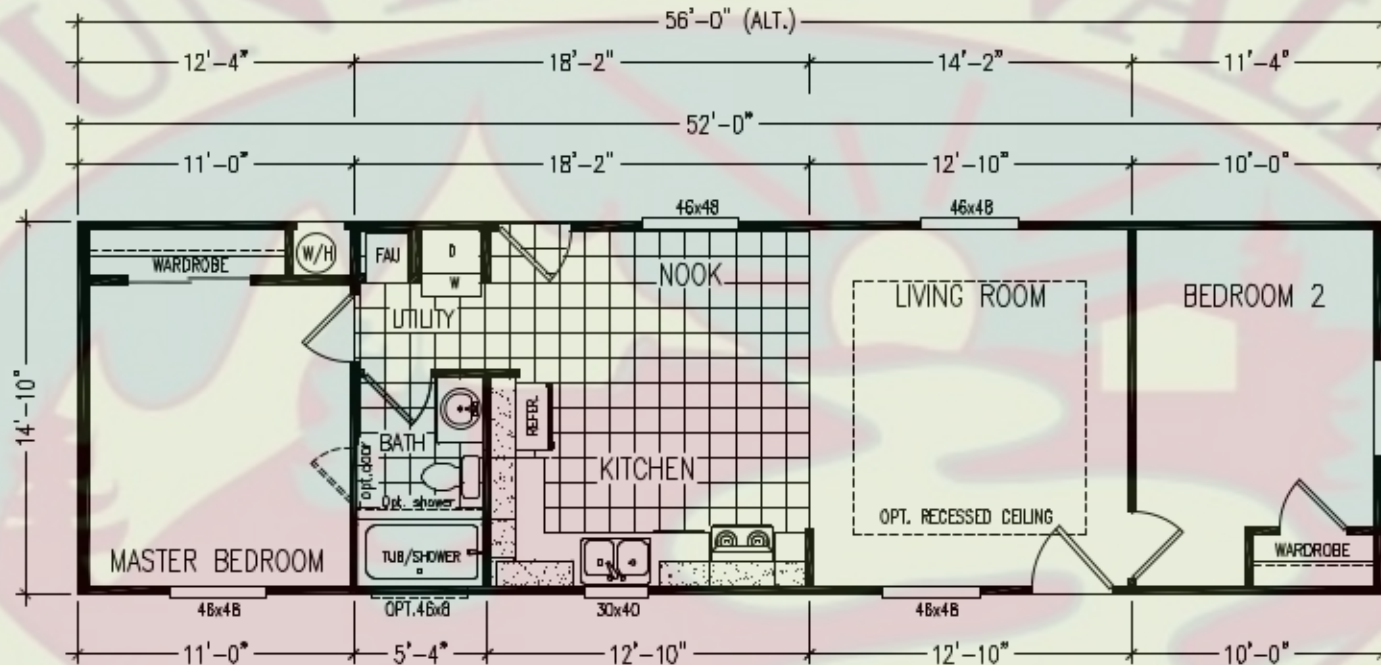 56'-0" (ALT.)
12'-4" 18'-2" 14'-2" 11'-4"
52'-0"
11'-0" 18'-2" 12'-10" 10'-0"
46x48 46x48
W/H FAU D
WARDROBE
W
NOOK
LIVING ROOM BEDROOM 2
UTILITY
14'-10"
REFER.
BATH
opt.door
KITCHEN
Opt. shower
OPT. RECESSED CEILING
MASTER BEDROOM TUB/SHOWER WARDROBE
46x48 OPT.46x8 30x40 46x48
11'-0" 5'-4" 12'-10" 12'-10" 10'-0"